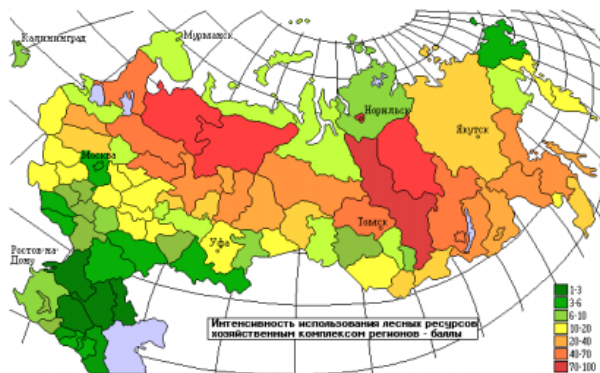 Калининград
Мурманск
Норильск
Якутск
Москва
Томск
Уфа
Ростов-на-
Дону
Интенсивность использования лесных ресурсов
хозяйственным комплексом регионов - баллы
1-3
3-6
6-10
10-20
20-40
40-70
70-100